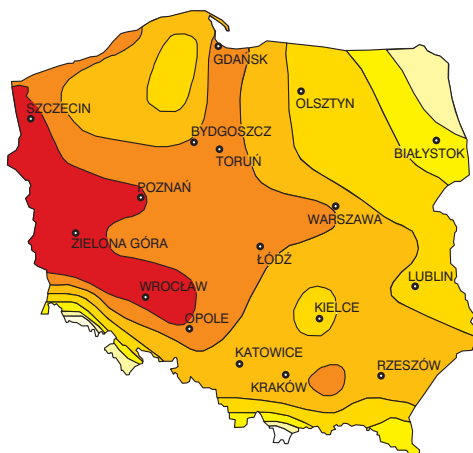 GDAŃSK
OLSZTYN
SZCZECIN
BYDGOSZCZ
TORUŃ
BIAŁYSTOK
POZNAŃ
WARSZAWA
ZIELONA GÓRA
ŁÓDŹ
WROCŁAW
LUBLIN
KIELCE
OPOLE
KATOWICE
RZESZÓW
KRAKÓW